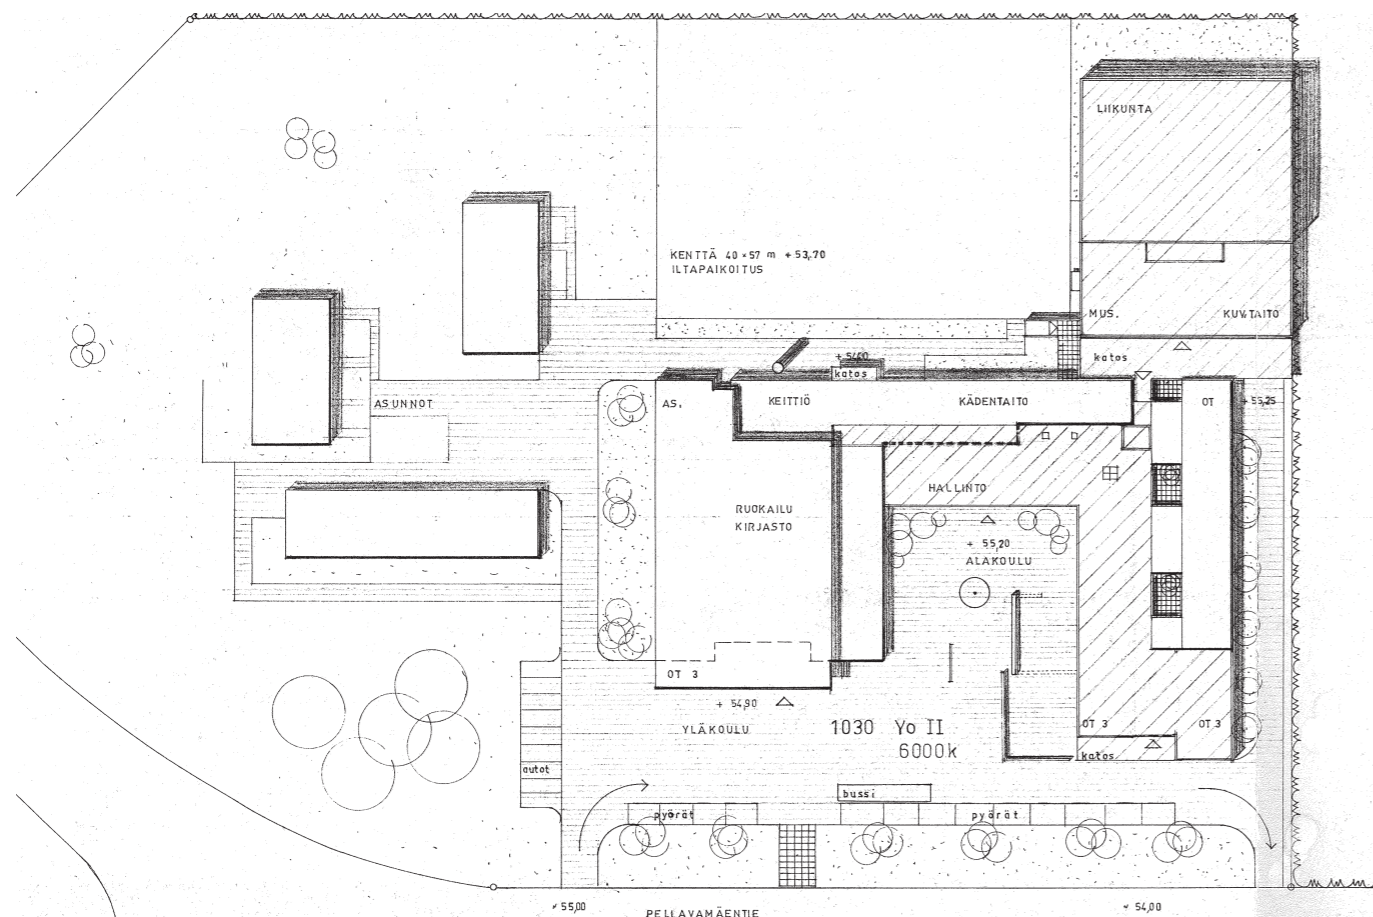 LIIKUNTA
KENTTÄ 40×57 m +53,70
ILTAPAIKOITUS
MUS.
KUV.TAITO
+ 54,00
katos
katos
ASUNNOT
AS.
KEITTIÖ
KÄDENTAITO
OT
+ 55,25
HALLINTO
RUOKAILU
KIRJASTO
+ 55,20
ALAKOULU
OT 3
+ 54,90
YLÄKOULU
1030 Yo II
6000k
OT 3
OT 3
katos
autot
bussi
pyörät
pyörät
+ 55,00
PELLAVAMÄENTIE
+ 54,00